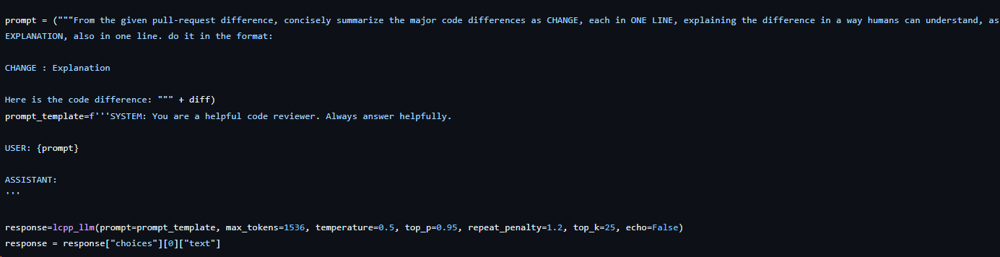 prompt = ("""From the given pull-request difference, concisely summarize the major code differences as CHANGE, each in ONE LINE, explaining the difference in a way humans can understand, as
EXPLANATION, also in one line. do it in the format:
CHANGE : Explanation
Here is the code difference: """ + diff)
prompt_template=f'''SYSTEM: You are a helpful code reviewer. Always answer helpfully.
USER: {prompt}
ASSISTANT:
'''
response=lcpp_llm(prompt=prompt_template, max_tokens=1536, temperature=0.5, top_p=0.95, repeat_penalty=1.2, top_k=25, echo=False)
response = response["choices"][0]["text"]